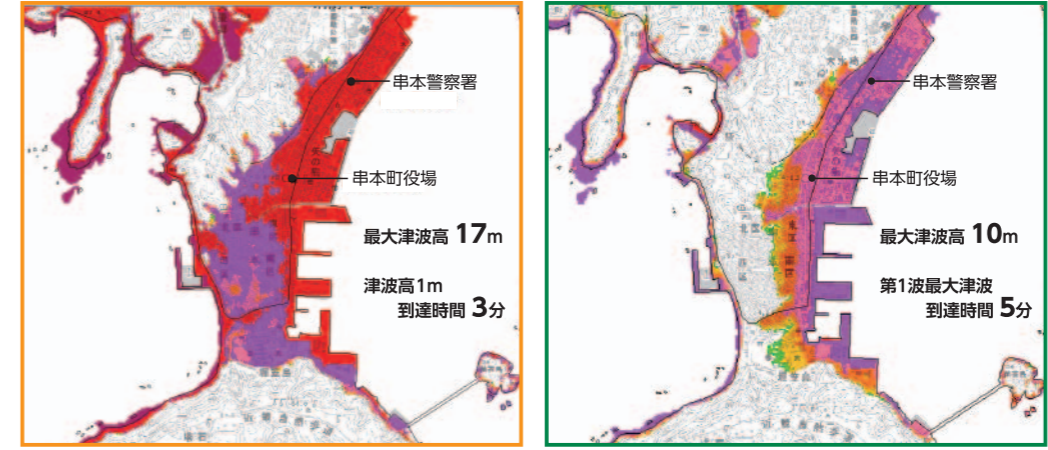 串本警察署
串本町役場
最大津波高 17m
津波高1m
到達時間 3分
串本警察署
串本町役場
最大津波高 10m
第1波最大津波
到達時間 5分